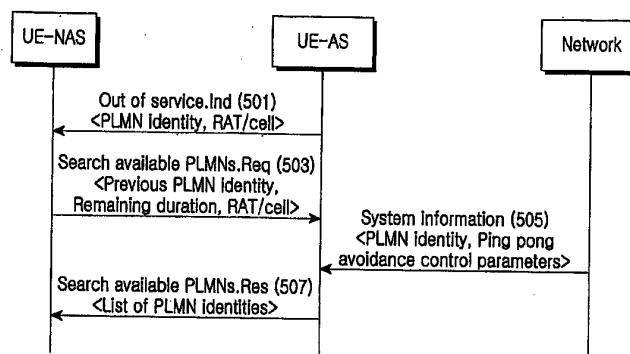 UE-NAS
UE-AS
Network
Out of service.Ind (501)
<PLMN identity, RAT/cell>
Search available PLMNs.Req (503)
<Previous PLMN identity,
Remaining duration, RAT/cell>
System information (505)
<PLMN identity, Ping pong
avoidance control parameters>
Search available PLMNs.Res (507)
<List of PLMN identities>